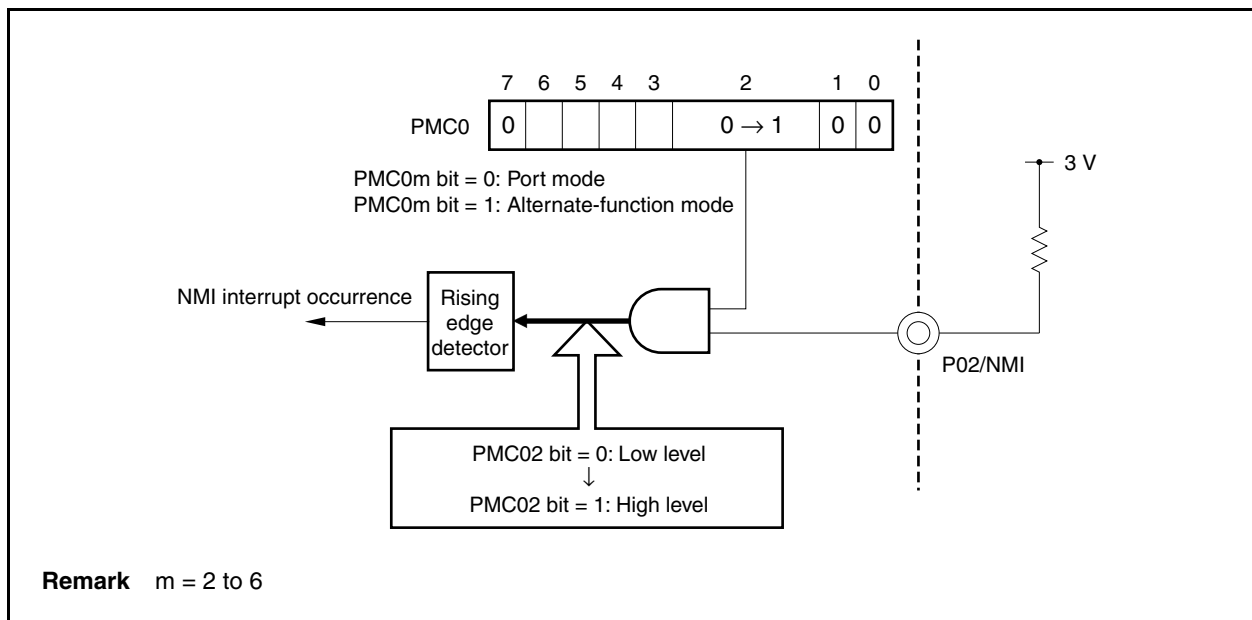 7 6 5 4 3 2 1 0
PMC0 0 0 → 1 0 0
3 V
PMC0m bit = 0: Port mode
PMC0m bit = 1: Alternate-function mode
NMI interrupt occurrence
Rising
edge
detector
P02/NMI
PMC02 bit = 0: Low level
↓
PMC02 bit = 1: High level
Remark m = 2 to 6